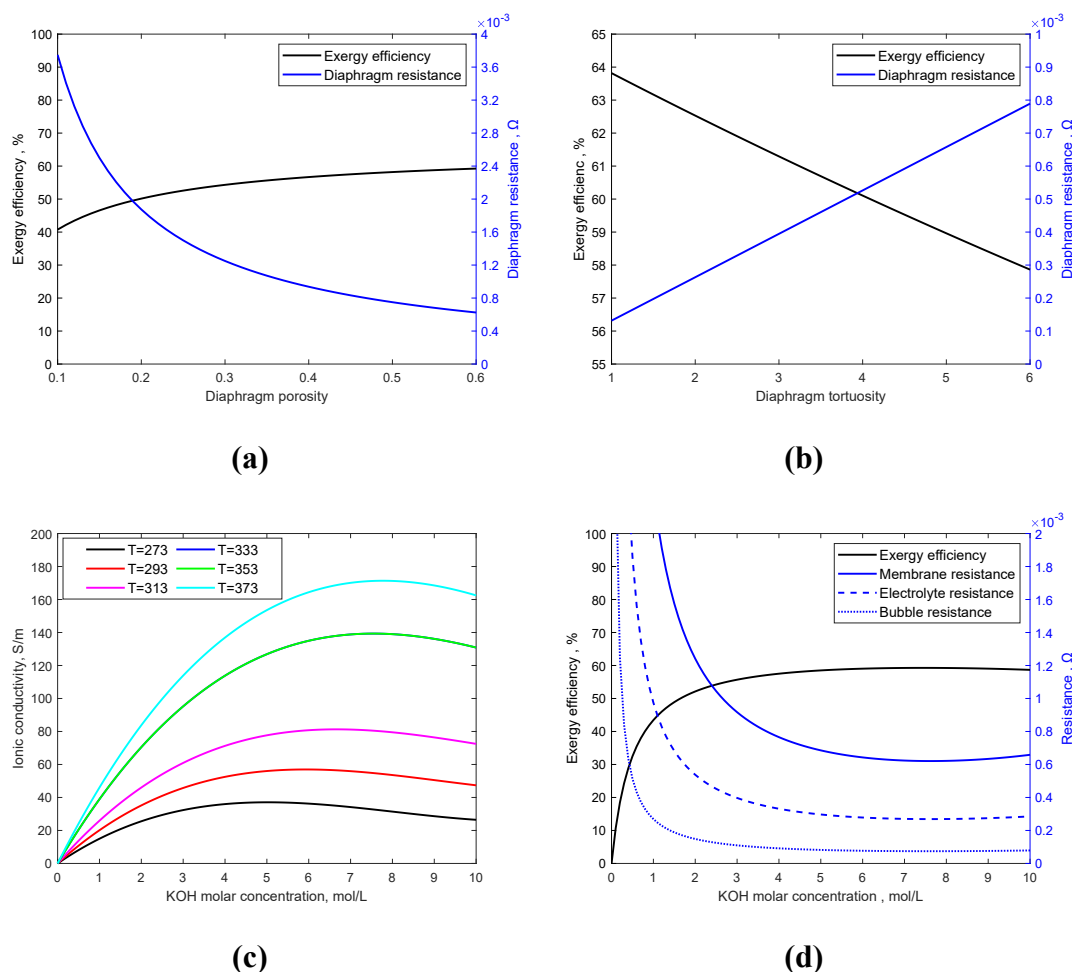 ×10⁻³
Exergy efficiency
Diaphragm resistance
100
90
80
70
60
50
40
30
20
10
0
Exergy efficiency , %
4
3.6
3.2
2.8
2.4
2
1.6
1.2
0.8
0.4
0
Diaphragm resistance , Ω
0.1 0.2 0.3 0.4 0.5 0.6
Diaphragm porosity
(a)
×10⁻³
Exergy efficiency
Diaphragm resistance
65
64
63
62
61
60
59
58
57
56
55
Exergy efficienc , %
1
0.9
0.8
0.7
0.6
0.5
0.4
0.3
0.2
0.1
0
Diaphragm resistance , Ω
1 2 3 4 5 6
Diaphragm tortuosity
(b)
T=273 T=333
T=293 T=353
T=313 T=373
200
180
160
140
120
100
80
60
40
20
0
Ionic conductivity, S/m
0 1 2 3 4 5 6 7 8 9 10
KOH molar concentration, mol/L
(c)
×10⁻³
Exergy efficiency
Membrane resistance
Electrolyte resistance
Bubble resistance
100
90
80
70
60
50
40
30
20
10
0
Exergy efficiency , %
2
1.8
1.6
1.4
1.2
1
0.8
0.6
0.4
0.2
0
Resistance , Ω
0 1 2 3 4 5 6 7 8 9 10
KOH molar concentration , mol/L
(d)